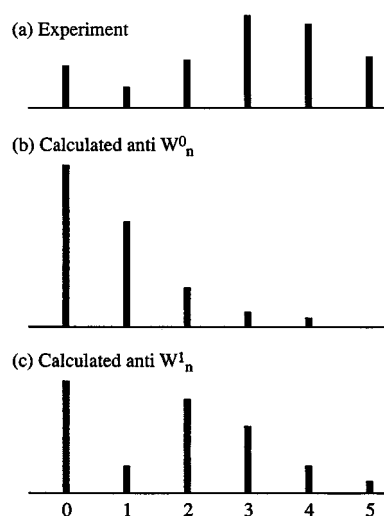 (a) Experiment
(b) Calculated anti W⁰ₙ
(c) Calculated anti W¹ₙ
0 1 2 3 4 5